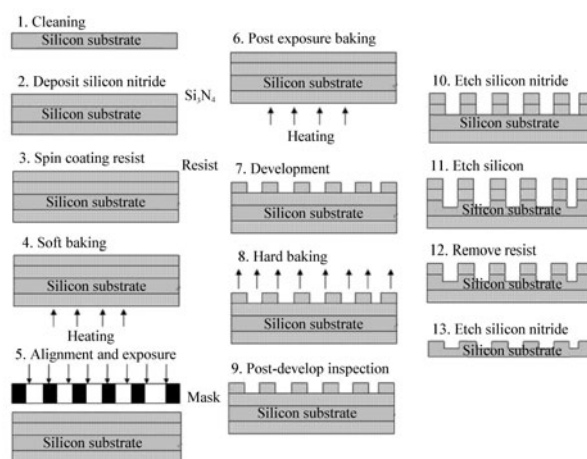 1. Cleaning
Silicon substrate
2. Deposit silicon nitride
Si3N4
Silicon substrate
3. Spin coating resist
Resist
Silicon substrate
4. Soft baking
Silicon substrate
Heating
5. Alignment and exposure
Mask
Silicon substrate
6. Post exposure baking
Silicon substrate
Heating
7. Development
Silicon substrate
8. Hard baking
Silicon substrate
9. Post-develop inspection
Silicon substrate
10. Etch silicon nitride
Silicon substrate
11. Etch silicon
Silicon substrate
12. Remove resist
Silicon substrate
13. Etch silicon nitride
Silicon substrate